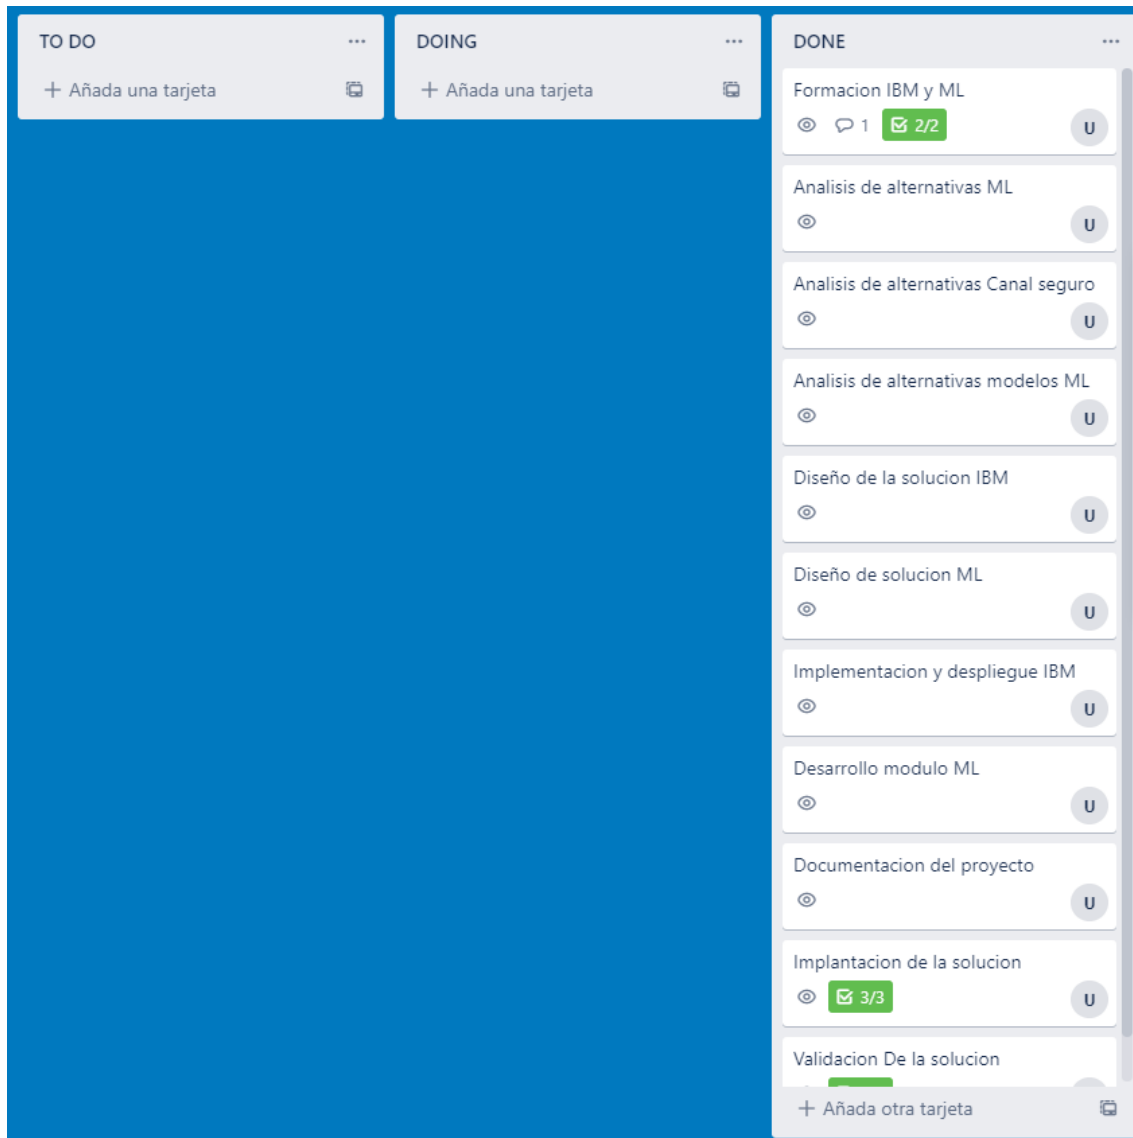 TO DO
+ Añada una tarjeta
DOING
+ Añada una tarjeta
DONE
Formacion IBM y ML
1 2/2 U
Analisis de alternativas ML
U
Analisis de alternativas Canal seguro
U
Analisis de alternativas modelos ML
U
Diseño de la solucion IBM
U
Diseño de solucion ML
U
Implementacion y despliegue IBM
U
Desarrollo modulo ML
U
Documentacion del proyecto
U
Implantacion de la solucion
3/3 U
Validacion De la solucion
+ Añada otra tarjeta